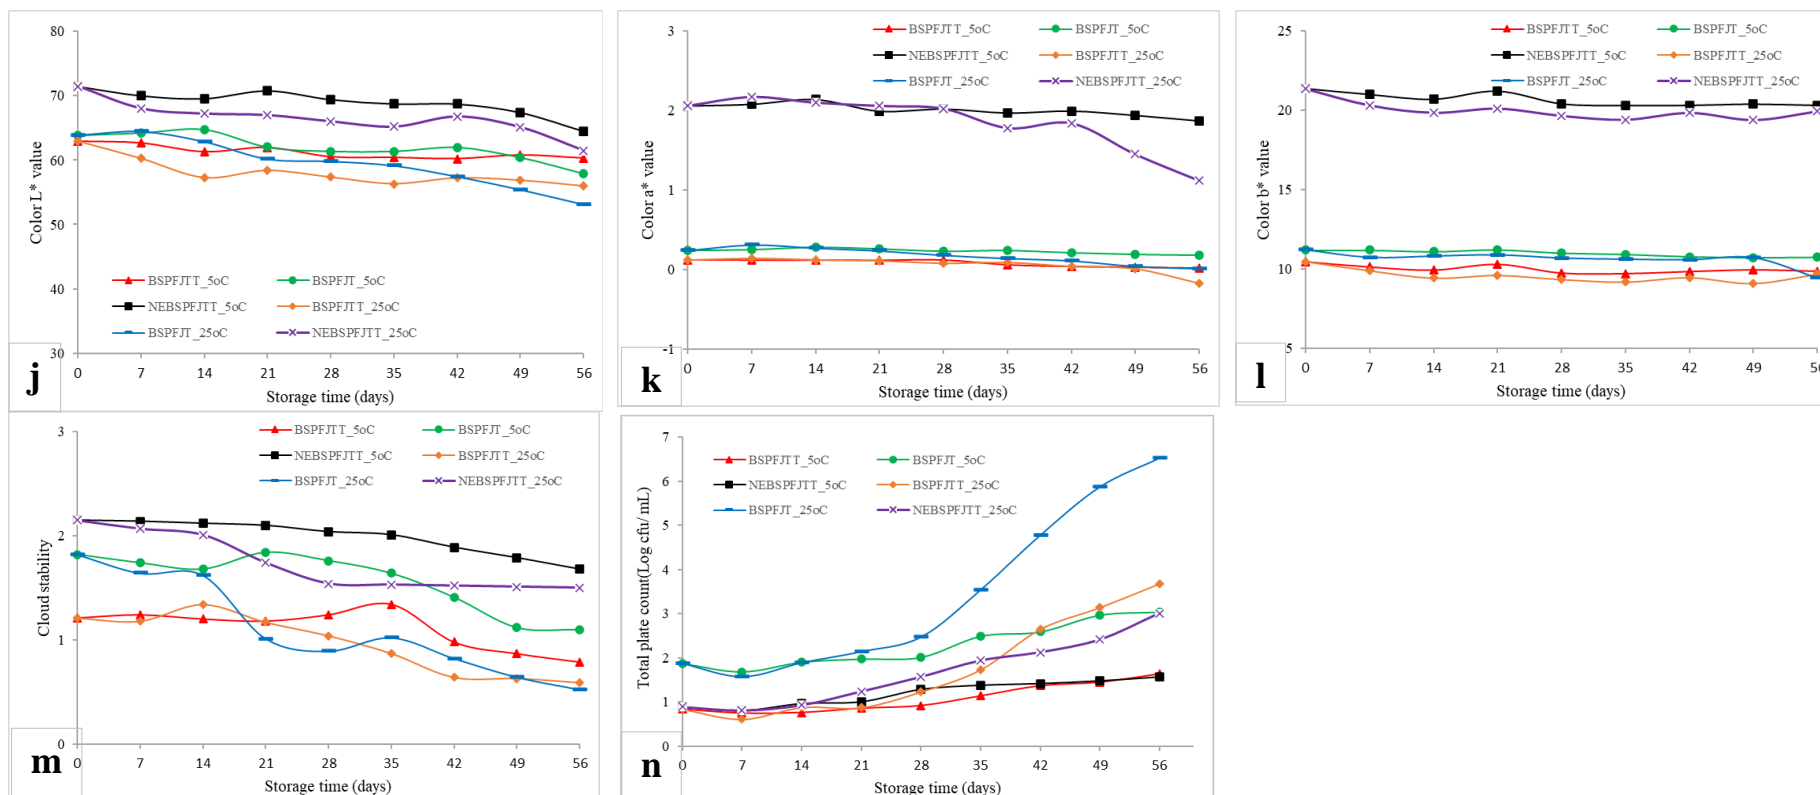 80
70
60
50
40
30
Color L* value
0 7 14 21 28 35 42 49 56
Storage time (days)
BSPFJTT_5oC BSPFJT_5oC
NEBSPFJTT_5oC BSPFJTT_25oC
BSPFJT_25oC NEBSPFJTT_25oC
j
3
2
1
0
-1
Color a* value
BSPFJTT_5oC BSPFJT_5oC
NEBSPFJTT_5oC BSPFJTT_25oC
BSPFJT_25oC NEBSPFJTT_25oC
0 7 14 21 28 35 42 49 56
Storage time (days)
k
25
20
15
10
5
Color b* value
BSPFJTT_5oC BSPFJT_5oC
NEBSPFJTT_5oC BSPFJTT_25oC
BSPFJT_25oC NEBSPFJTT_25oC
0 7 14 21 28 35 42 49 56
Storage time (days)
l
3
2
1
0
Cloud stability
BSPFJTT_5oC BSPFJT_5oC
NEBSPFJTT_5oC BSPFJTT_25oC
BSPFJT_25oC NEBSPFJTT_25oC
0 7 14 21 28 35 42 49 56
Storage time (days)
m
7
6
5
4
3
2
1
0
Total plate count(Log cfu/ mL)
BSPFJTT_5oC BSPFJT_5oC
NEBSPFJTT_5oC BSPFJTT_25oC
BSPFJT_25oC NEBSPFJTT_25oC
0 7 14 21 28 35 42 49 56
Storage time (days)
n